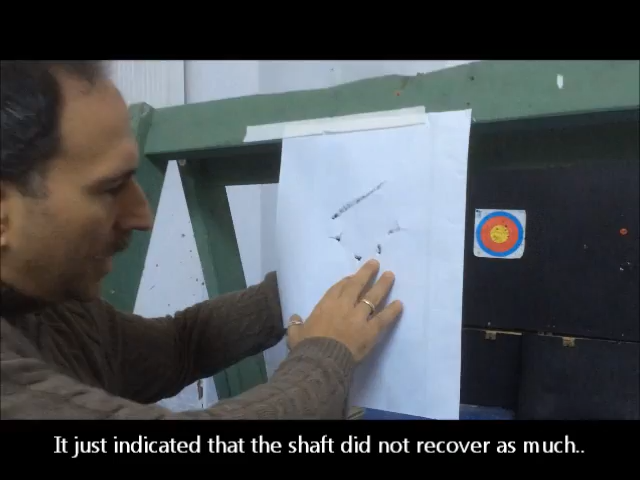 It just indicated that the shaft did not recover as much..